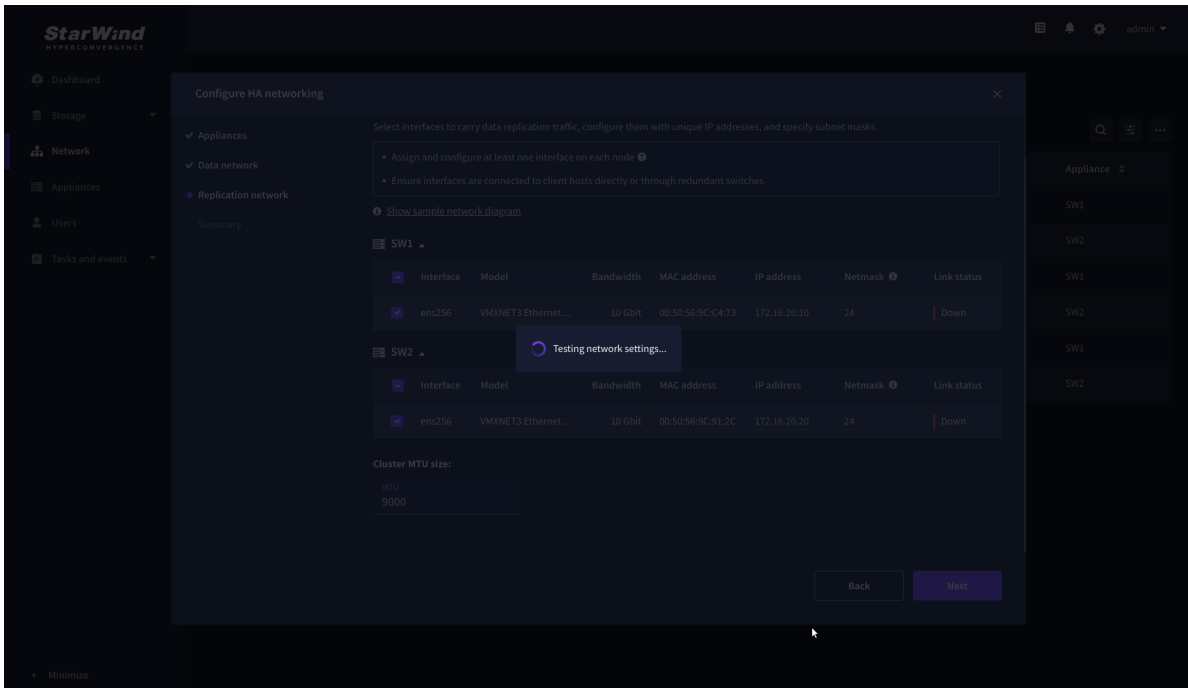 StarWind
HYPERCONVERGENCE
admin
Dashboard
Storage
Network
Appliances
Users
Tasks and events
Minimize
Configure HA networking
Appliances
Data network
Replication network
Summary
Select interfaces to carry data replication traffic, configure them with unique IP addresses, and specify subnet masks.
• Assign and configure at least one interface on each node
• Ensure interfaces are connected to client hosts directly or through redundant switches
Show sample network diagram
SW1
Interface Model Bandwidth MAC address IP address Netmask Link status
ens256 VMXNET3 Ethernet... 10 Gbit 00:50:56:9C:C4:73 172.16.20.10 24 Down
Testing network settings...
SW2
Interface Model Bandwidth MAC address IP address Netmask Link status
ens256 VMXNET3 Ethernet... 10 Gbit 00:50:56:9C:91:2C 172.16.20.20 24 Down
Cluster MTU size:
MTU
9000
Back Next
Appliance
SW1
SW2
SW1
SW2
SW1
SW2